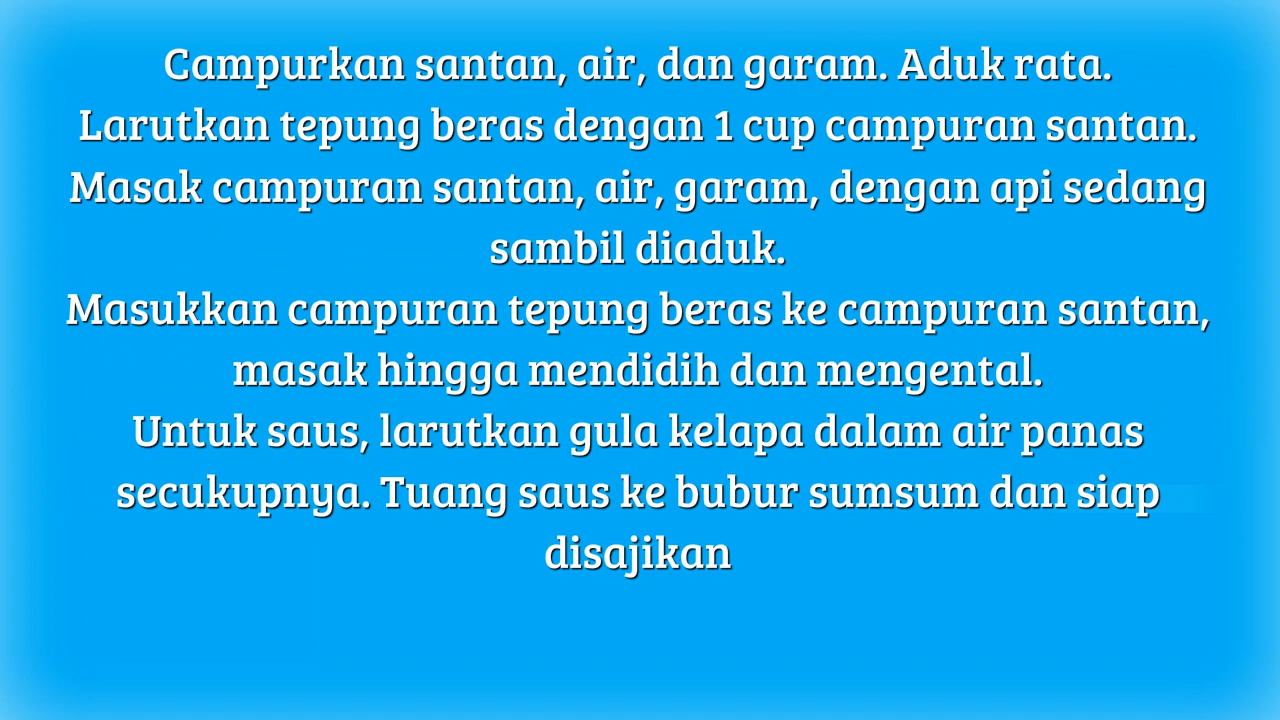 Campurkan santan, air, dan garam. Aduk rata.
Larutkan tepung beras dengan 1 cup campuran santan.
Masak campuran santan, air, garam, dengan api sedang
sambil diaduk.
Masukkan campuran tepung beras ke campuran santan,
masak hingga mendidih dan mengental.
Untuk saus, larutkan gula kelapa dalam air panas
secukupnya. Tuang saus ke bubur sumsum dan siap
disajikan